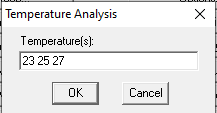 Temperature Analysis
Temperature(s):
23 25 27
OK
Cancel